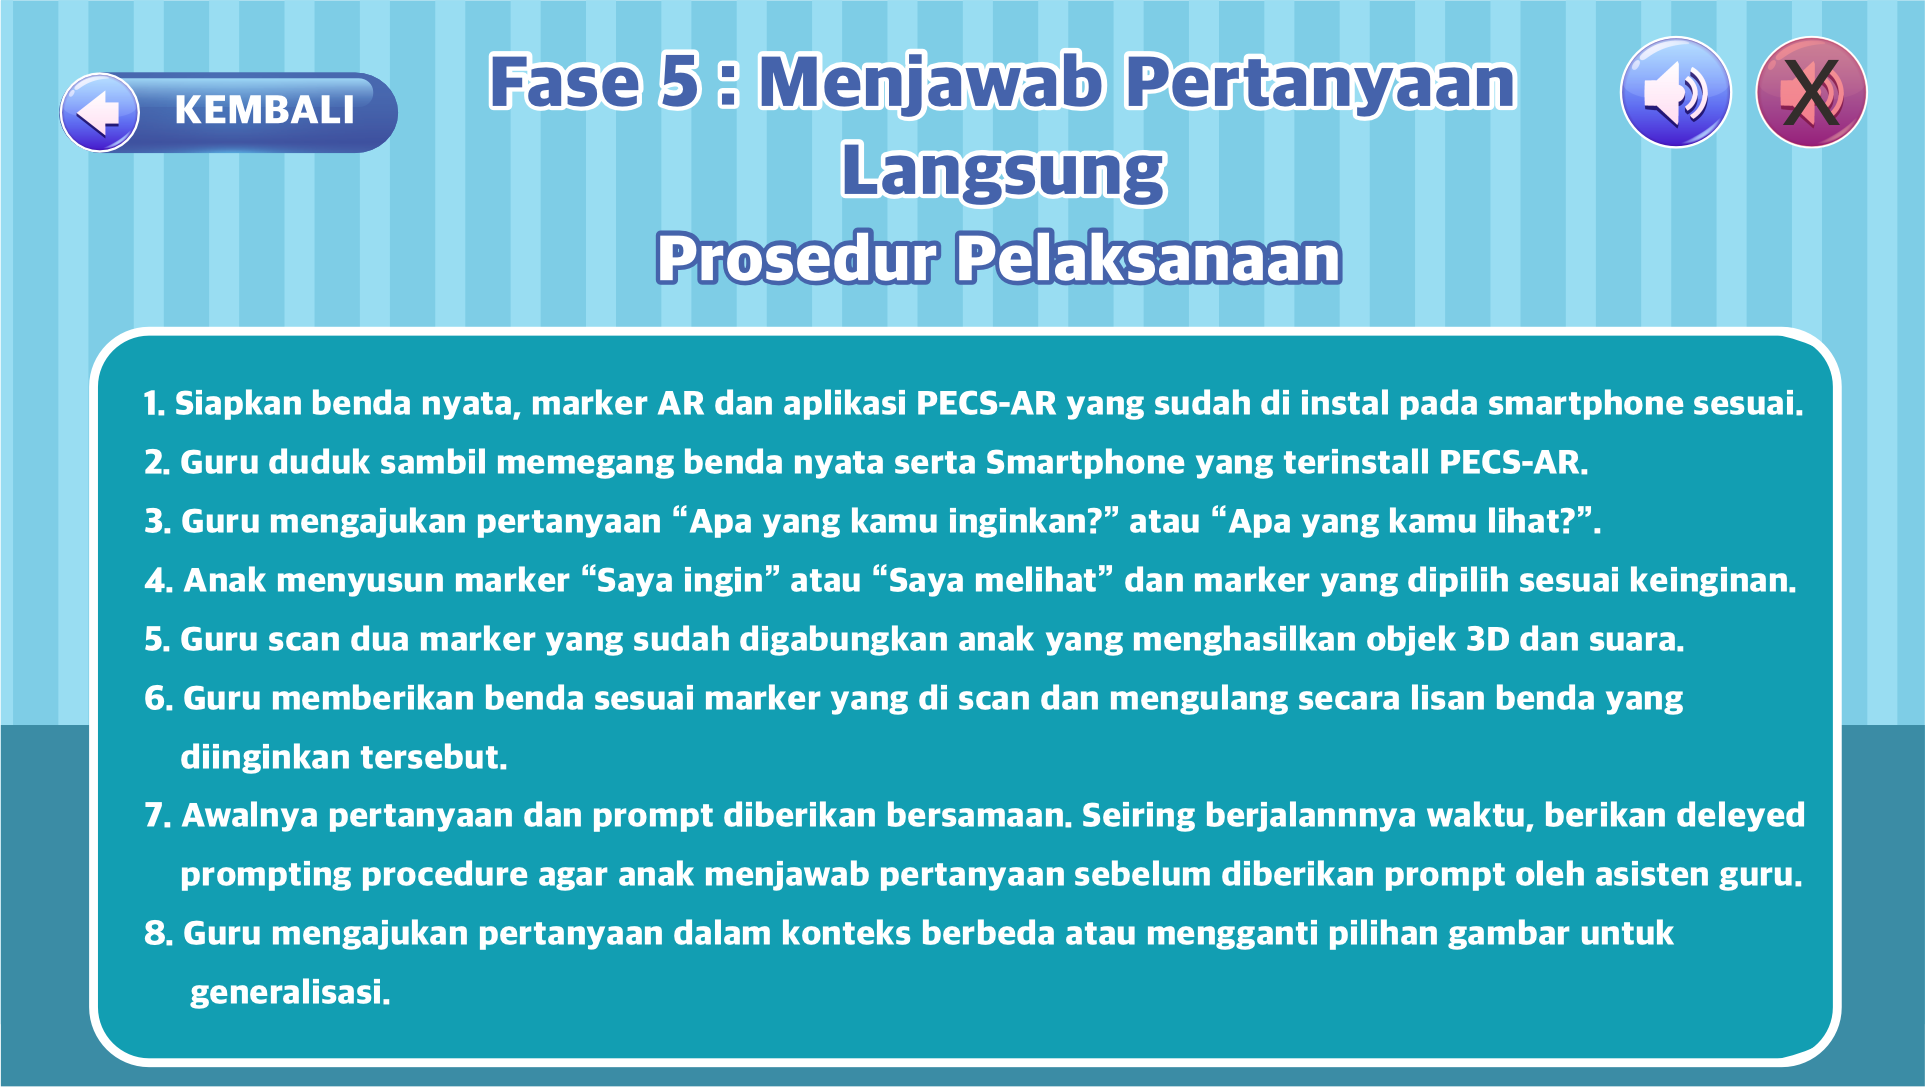 KEMBALI
Fase 5 : Menjawab Pertanyaan
Langsung
Prosedur Pelaksanaan
X
1. Siapkan benda nyata, marker AR dan aplikasi PECS-AR yang sudah di instal pada smartphone sesuai.
2. Guru duduk sambil memegang benda nyata serta Smartphone yang terinstall PECS-AR.
3. Guru mengajukan pertanyaan “Apa yang kamu inginkan?” atau “Apa yang kamu lihat?”.
4. Anak menyusun marker “Saya ingin” atau “Saya melihat” dan marker yang dipilih sesuai keinginan.
5. Guru scan dua marker yang sudah digabungkan anak yang menghasilkan objek 3D dan suara.
6. Guru memberikan benda sesuai marker yang di scan dan mengulang secara lisan benda yang
diinginkan tersebut.
7. Awalnya pertanyaan dan prompt diberikan bersamaan. Seiring berjalannnya waktu, berikan deleyed
prompting procedure agar anak menjawab pertanyaan sebelum diberikan prompt oleh asisten guru.
8. Guru mengajukan pertanyaan dalam konteks berbeda atau mengganti pilihan gambar untuk
generalisasi.